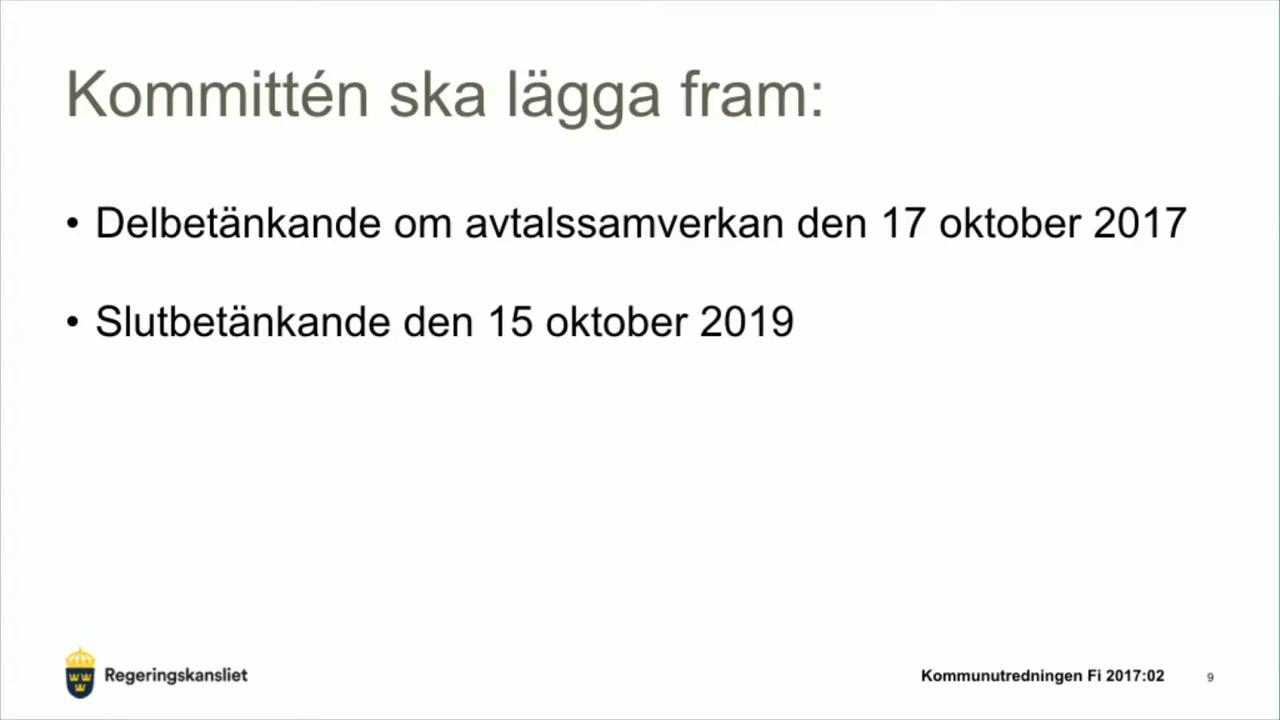 Kommittén ska lägga fram:
• Delbetänkande om avtalssamverkan den 17 oktober 2017
• Slutbetänkande den 15 oktober 2019
Regeringskansliet
Kommunutredningen Fi 2017:02
9